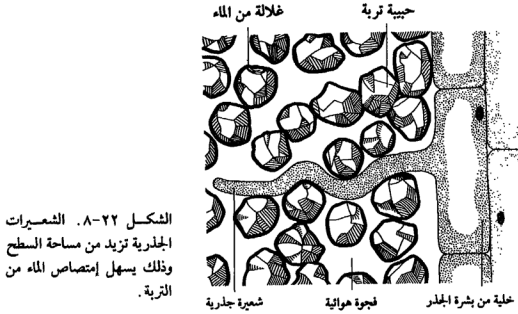 غلالة من الماء
حبيبة تربة
الشكل ٢٢-٨. الشعيرات
الجذرية تزيد من مساحة السطح
وذلك يسهل إمتصاص الماء من
التربة.
شعيرة جذرية
فجوة هوائية
خلية من بشرة الجذر